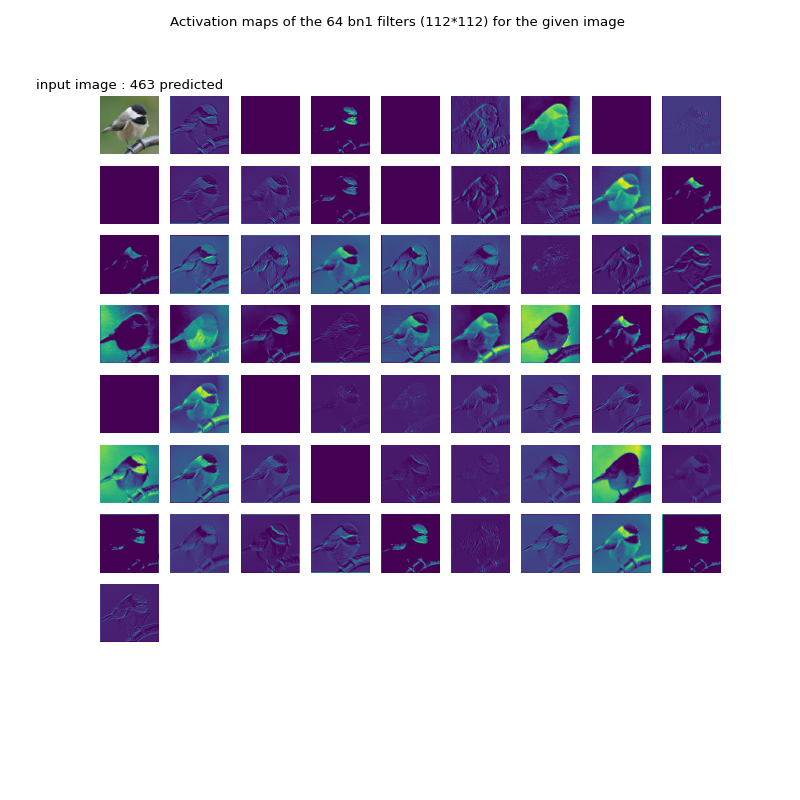 Activation maps of the 64 bn1 filters (112*112) for the given image
input image : 463 predicted